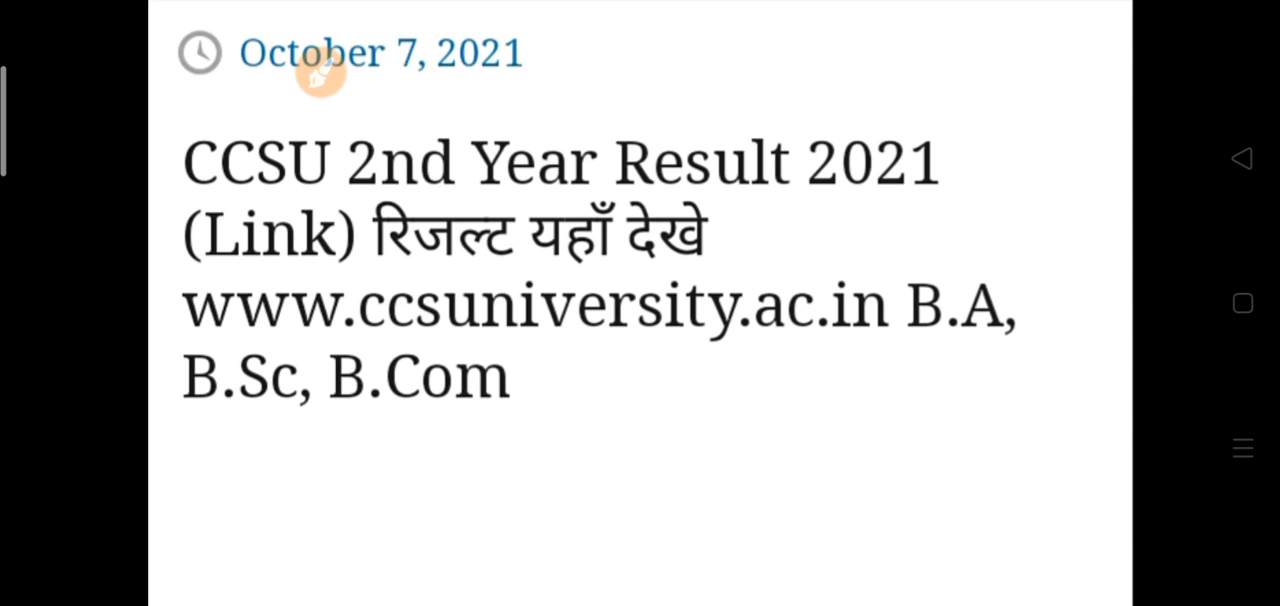 October 7, 2021
CCSU 2nd Year Result 2021
(Link) रिजल्ट यहाँ देखे
www.ccsuniversity.ac.in B.A,
B.Sc, B.Com